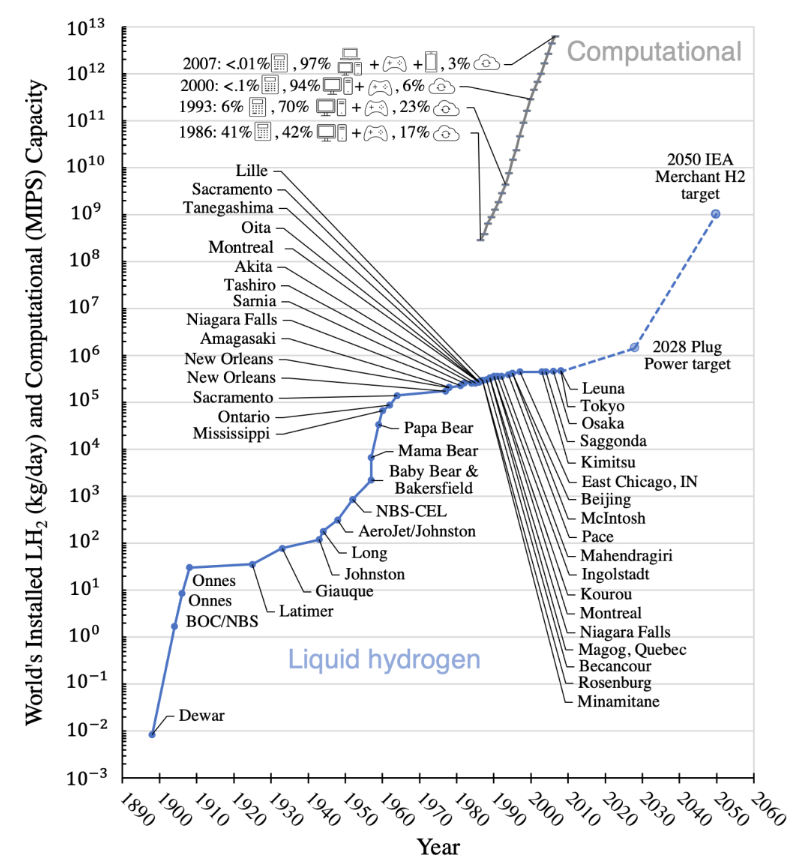 10^13
10^12
10^11
10^10
10^9
10^8
10^7
10^6
10^5
10^4
10^3
10^2
10^1
10^0
10^−1
10^−2
10^−3
World's Installed LH₂ (kg/day) and Computational (MIPS) Capacity
2007: <.01% , 97% + + , 3%
2000: <.1% , 94% + , 6%
1993: 6% , 70% + , 23%
1986: 41% , 42% + , 17%
Computational
2050 IEA
Merchant H2
target
2028 Plug
Power target
Lille
Sacramento
Tanegashima
Oita
Montreal
Akita
Tashiro
Sarnia
Niagara Falls
Amagasaki
New Orleans
New Orleans
Sacramento
Ontario
Mississippi
Papa Bear
Mama Bear
Baby Bear &
Bakersfield
NBS-CEL
AeroJet/Johnston
Long
Johnston
Giauque
Latimer
Onnes
Onnes
BOC/NBS
Dewar
Liquid hydrogen
Leuna
Tokyo
Osaka
Saggonda
Kimitsu
East Chicago, IN
Beijing
McIntosh
Pace
Mahendragiri
Ingolstadt
Kourou
Montreal
Niagara Falls
Magog, Quebec
Becancour
Rosenburg
Minamitane
1890 1900 1910 1920 1930 1940 1950 1960 1970 1980 1990 2000 2010 2020 2030 2040 2050 2060
Year